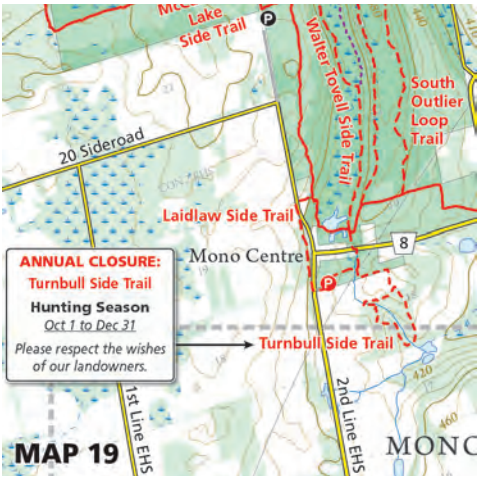 Lake
Side Trail
P
Walter Tovell Side Trail
South
Outlier
Loop
Trail
440
460
410
20 Sideroad
Laidlaw Side Trail
Mono Centre
8
P
ANNUAL CLOSURE:
Turnbull Side Trail
Hunting Season
Oct 1 to Dec 31
Please respect the wishes
of our landowners.
Turnbull Side Trail
1st Line EHS
2nd Line EHS
420
460
MAP 19
MONO